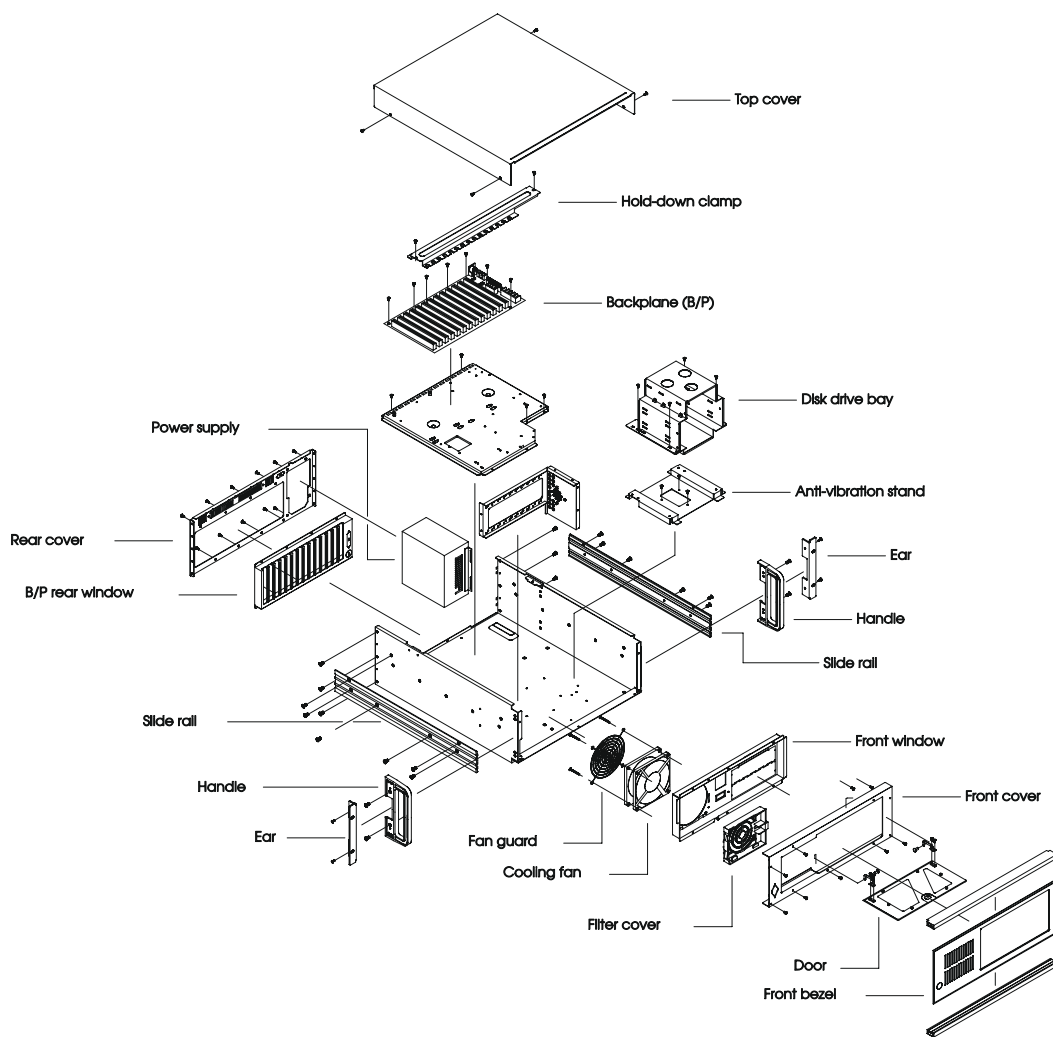 Top cover
Hold-down clamp
Backplane (B/P)
Disk drive bay
Power supply
Anti-vibration stand
Rear cover
Ear
B/P rear window
Handle
Slide rail
Slide rail
Front window
Handle
Front cover
Ear
Fan guard
Cooling fan
Filter cover
Door
Front bezel